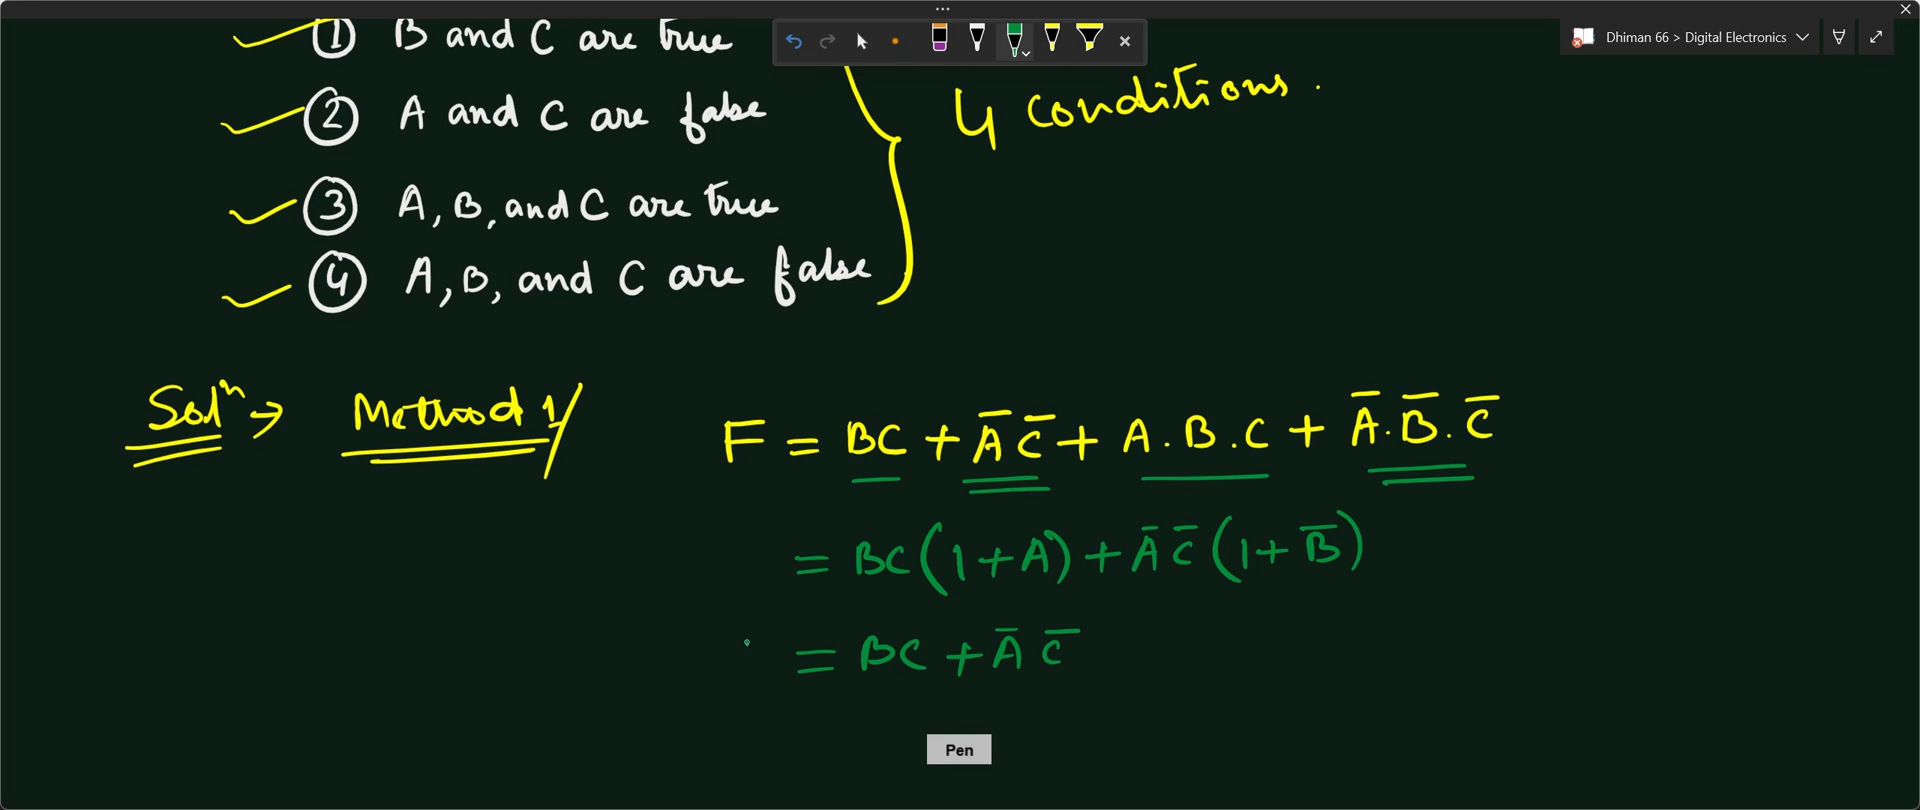 ...
Dhiman 66 > Digital Electronics
① B and C are true
② A and C are false
4 conditions.
③ A, B, and C are true
④ A, B, and C are false
Solⁿ → Method 1/
F = BC + A̅ C̅ + A . B . C + A̅ . B̅ . C̅
= BC (1 + A) + A̅ C̅ (1 + B̅)
= BC + A̅ C̅
Pen